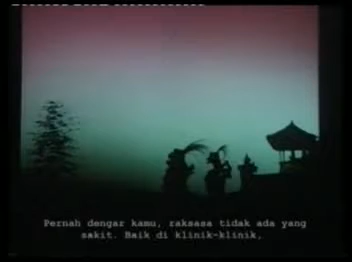 Pernah dengar kamu, raksasa tidak ada yang
sakit. Baik di klinik-klinik,